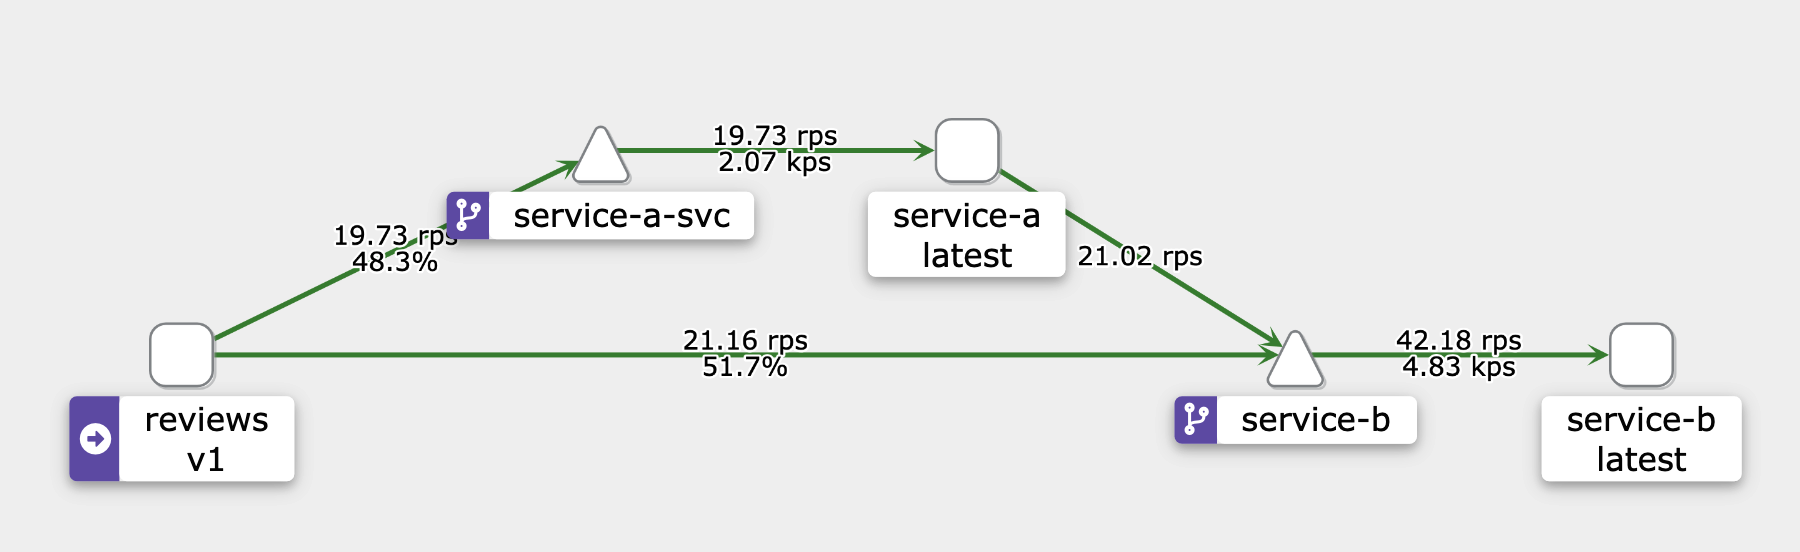 19.73 rps
2.07 kps
service-a-svc
service-a
latest
19.73 rps
48.3%
21.02 rps
21.16 rps
51.7%
42.18 rps
4.83 kps
reviews
v1
service-b
service-b
latest